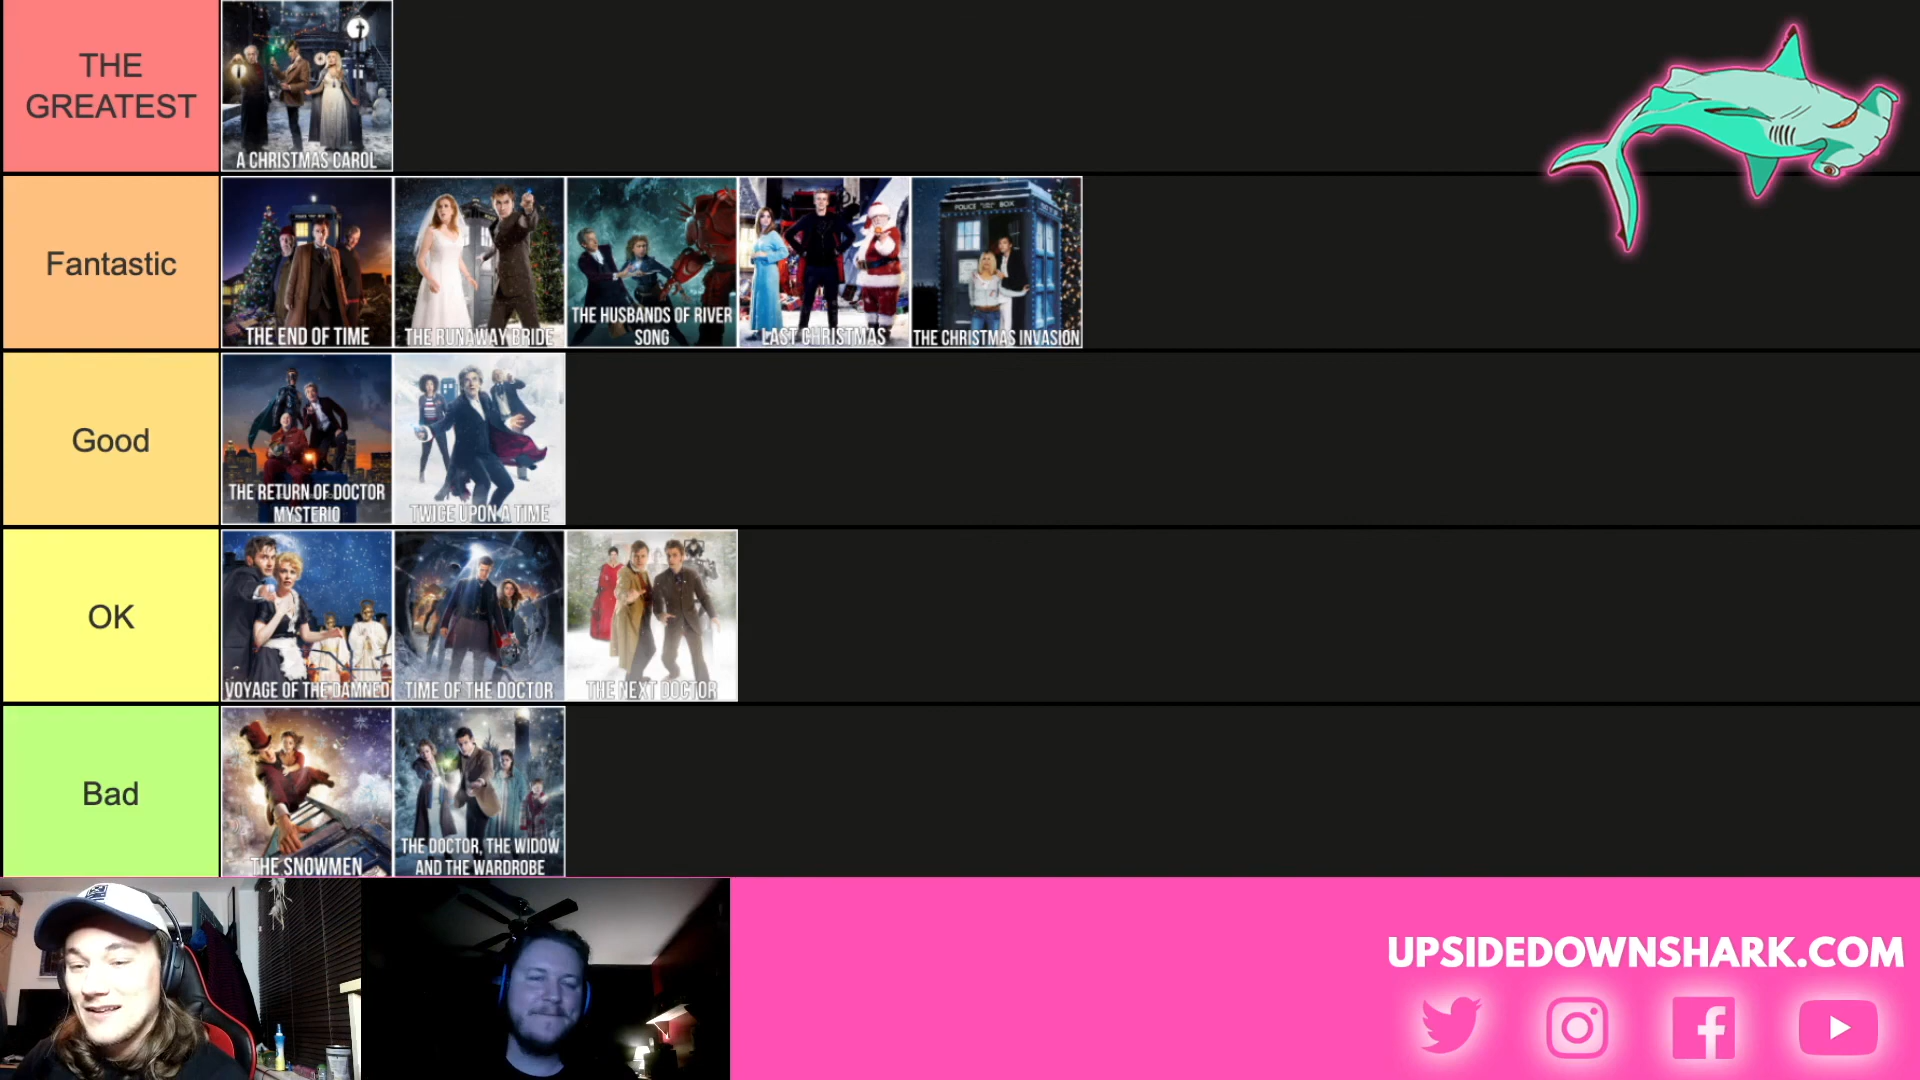 THE
GREATEST
A CHRISTMAS CAROL
Fantastic
THE END OF TIME
THE RUNAWAY BRIDE
THE HUSBANDS OF RIVER
SONG
LAST CHRISTMAS
POLICE BOX
THE CHRISTMAS INVASION
Good
THE RETURN OF DOCTOR
MYSTERIO
TWICE UPON A TIME
OK
VOYAGE OF THE DAMNED
TIME OF THE DOCTOR
THE NEXT DOCTOR
Bad
THE SNOWMEN
THE DOCTOR, THE WIDOW
AND THE WARDROBE
UPSIDEDOWNSHARK.COM